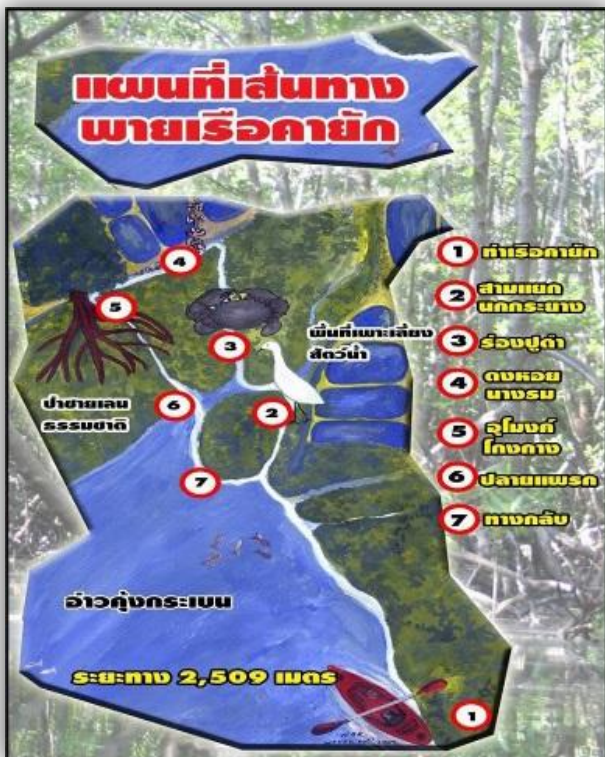 แผนที่เส้นทาง
พายเรือคายัก
1 ท่าเรือคายัก
2 สามแยก
นกกระยาง
3 ร่องปูดำ
4 ดงหอย
นางรม
5 อุโมงค์
โกงกาง
6 ปลายแพรก
7 ทางกลับ
4
5
3
พื้นที่เพาะเลี้ยง
สัตว์น้ำ
ป่าชายเลน
ธรรมชาติ
6
2
7
อ่าวคุ้งกระเบน
ระยะทาง 2,509 เมตร
1